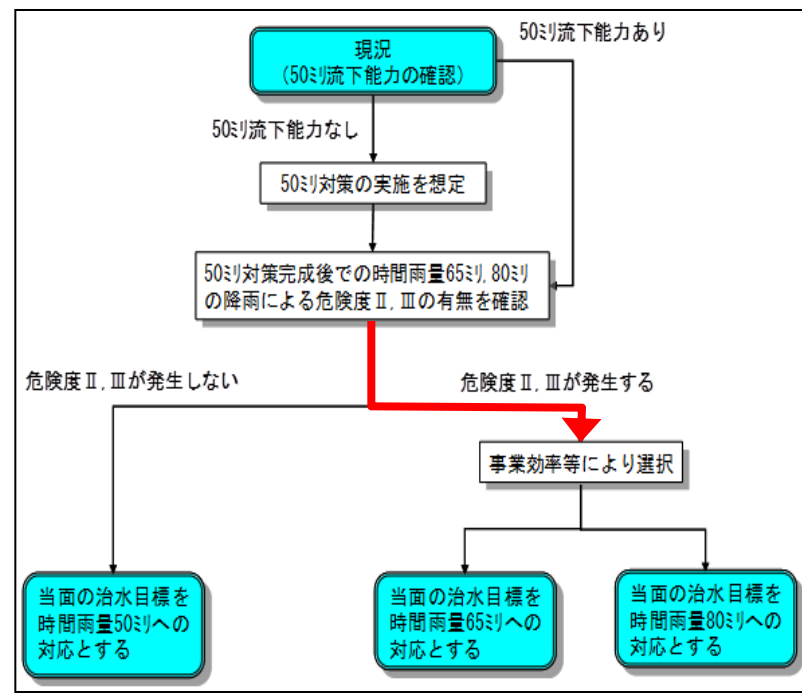 50ﾐﾘ流下能力あり
現況
（50ﾐﾘ流下能力の確認）
50ﾐﾘ流下能力なし
50ﾐﾘ対策の実施を想定
50ﾐﾘ対策完成後での時間雨量65ﾐﾘ,80ﾐﾘ
の降雨による危険度Ⅱ,Ⅲの有無を確認
危険度Ⅱ,Ⅲが発生しない
危険度Ⅱ,Ⅲが発生する
事業効率等により選択
当面の治水目標を
時間雨量50ﾐﾘへの
対応とする
当面の治水目標を
時間雨量65ﾐﾘへの
対応とする
当面の治水目標を
時間雨量80ﾐﾘへの
対応とする